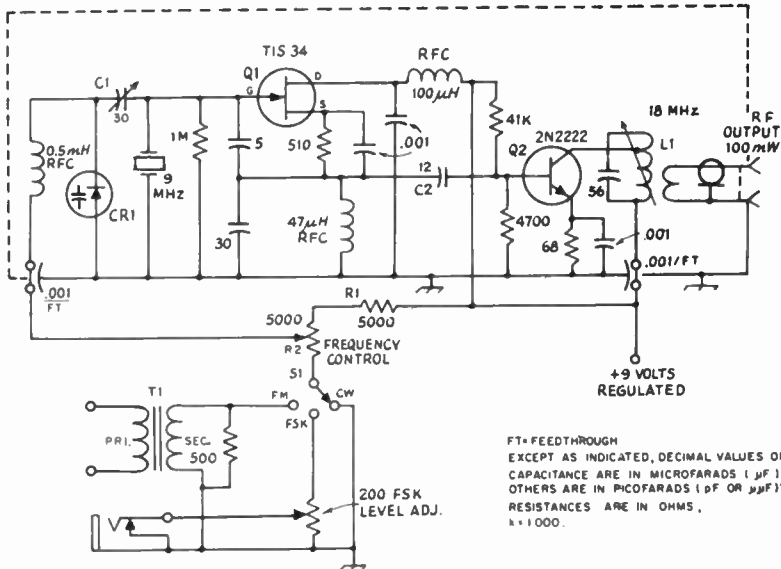 TIS 34
RFC
100µH
Q1
D
G
S
C1
30
0.5mH
RFC
CR1
9
MHz
1M
5
510
.001
41K
12
C2
30
47µH
RFC
Q2
2N2222
4700
68
.001
18 MHz
L1
56
RF
OUTPUT
100mW
.001
FT
.001/FT
R1
5000
5000
R2
FREQUENCY
CONTROL
+9 VOLTS
REGULATED
S1
FM
CW
FSK
T1
PRI.
SEC.
500
200 FSK
LEVEL ADJ.
FT=FEEDTHROUGH
EXCEPT AS INDICATED, DECIMAL VALUES OF
CAPACITANCE ARE IN MICROFARADS (µF)
OTHERS ARE IN PICOFARADS (pF OR µµF)
RESISTANCES ARE IN OHMS,
k=1000.